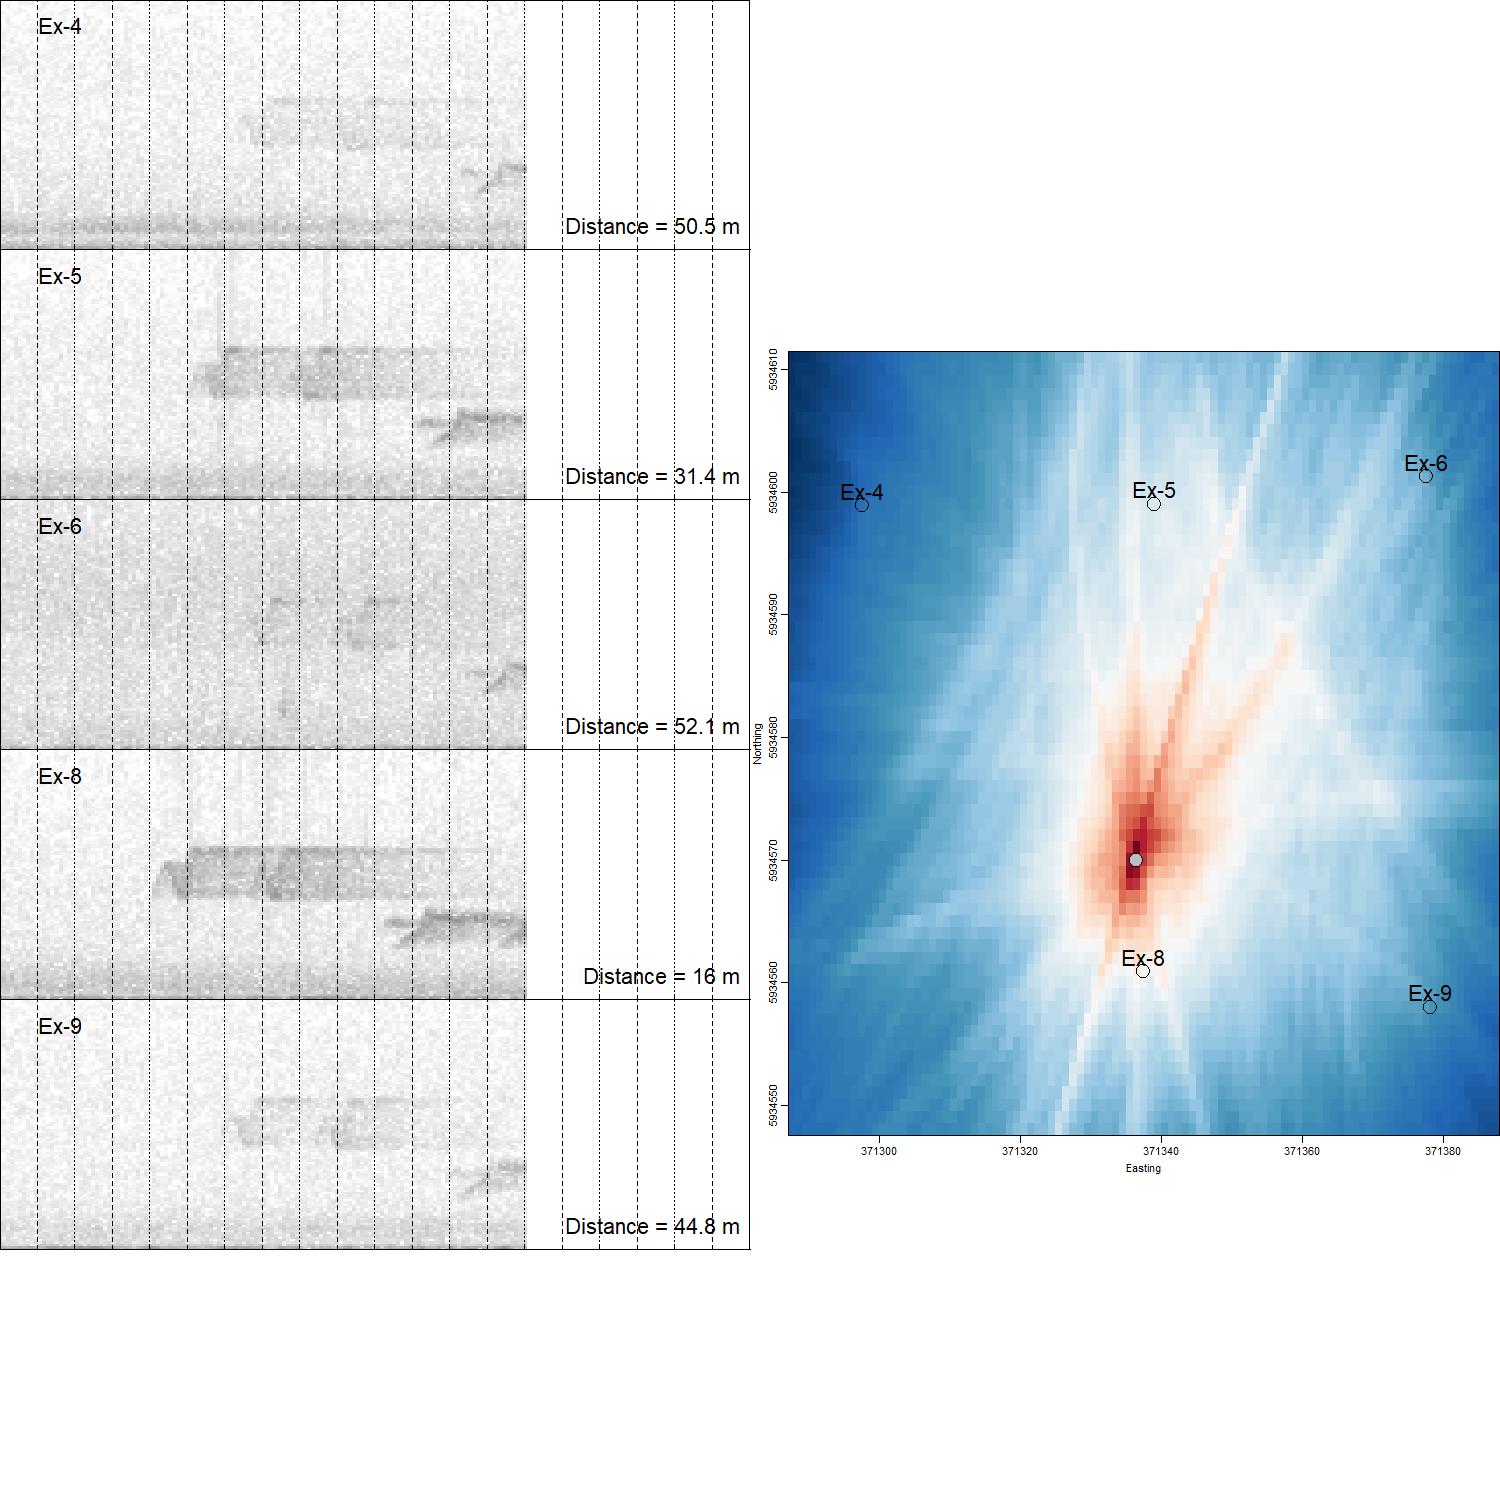 Ex-4
Distance = 50.5 m
Ex-5
Distance = 31.4 m
Ex-6
Distance = 52.1 m
Ex-8
Distance = 16 m
Ex-9
Distance = 44.8 m
Northing
5934610
5934600
5934590
5934580
5934570
5934560
5934550
Ex-4
Ex-5
Ex-6
Ex-8
Ex-9
371300
371320
371340
371360
371380
Easting